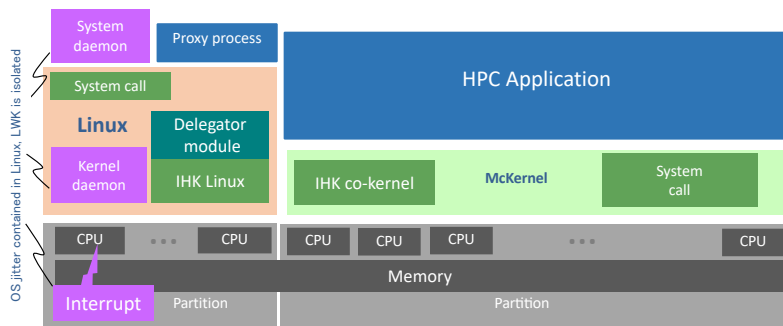 System
daemon
Proxy process
HPC Application
OS jitter contained in Linux, LWK is isolated
System call
Linux
Delegator
module
Kernel
daemon
IHK Linux
IHK co-kernel
McKernel
System
call
CPU
...
CPU
CPU
CPU
CPU
...
CPU
Memory
Interrupt
Partition
Partition